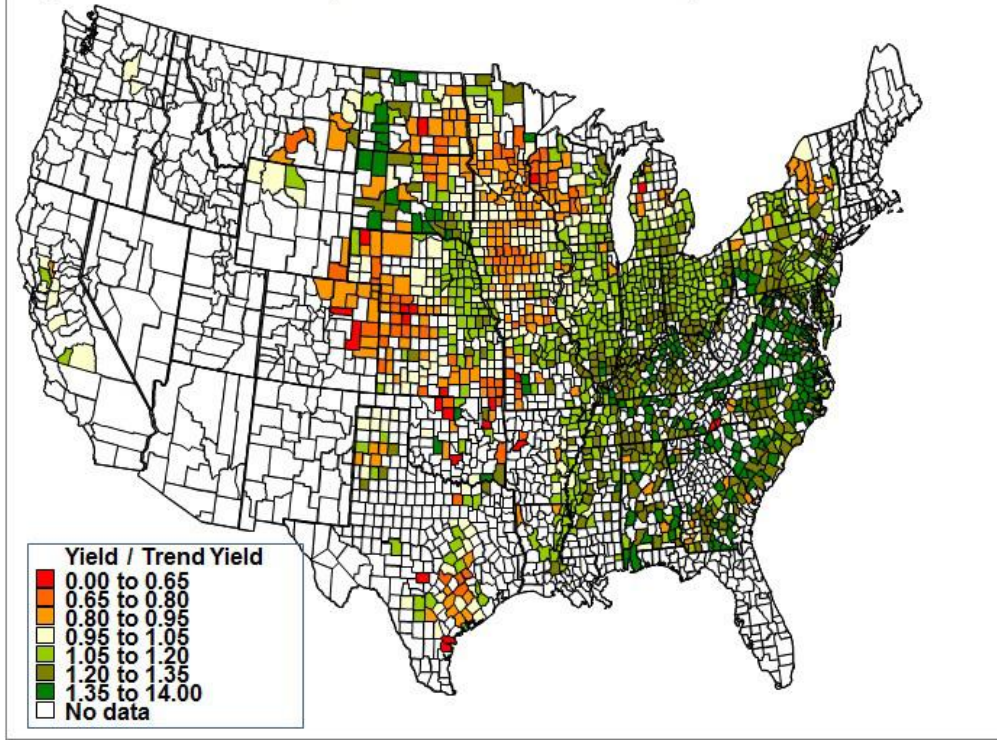 Yield / Trend Yield
0.00 to 0.65
0.65 to 0.80
0.80 to 0.95
0.95 to 1.05
1.05 to 1.20
1.20 to 1.35
1.35 to 14.00
No data